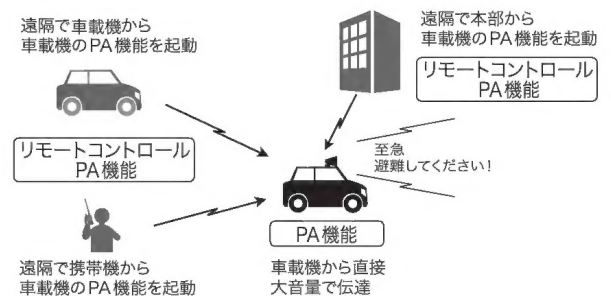 遠隔で車載機から
車載機のPA機能を起動
リモートコントロール
PA機能
遠隔で携帯機から
車載機のPA機能を起動
遠隔で本部から
車載機のPA機能を起動
リモートコントロール
PA機能
至急
避難してください!
PA機能
車載機から直接
大音量で伝達